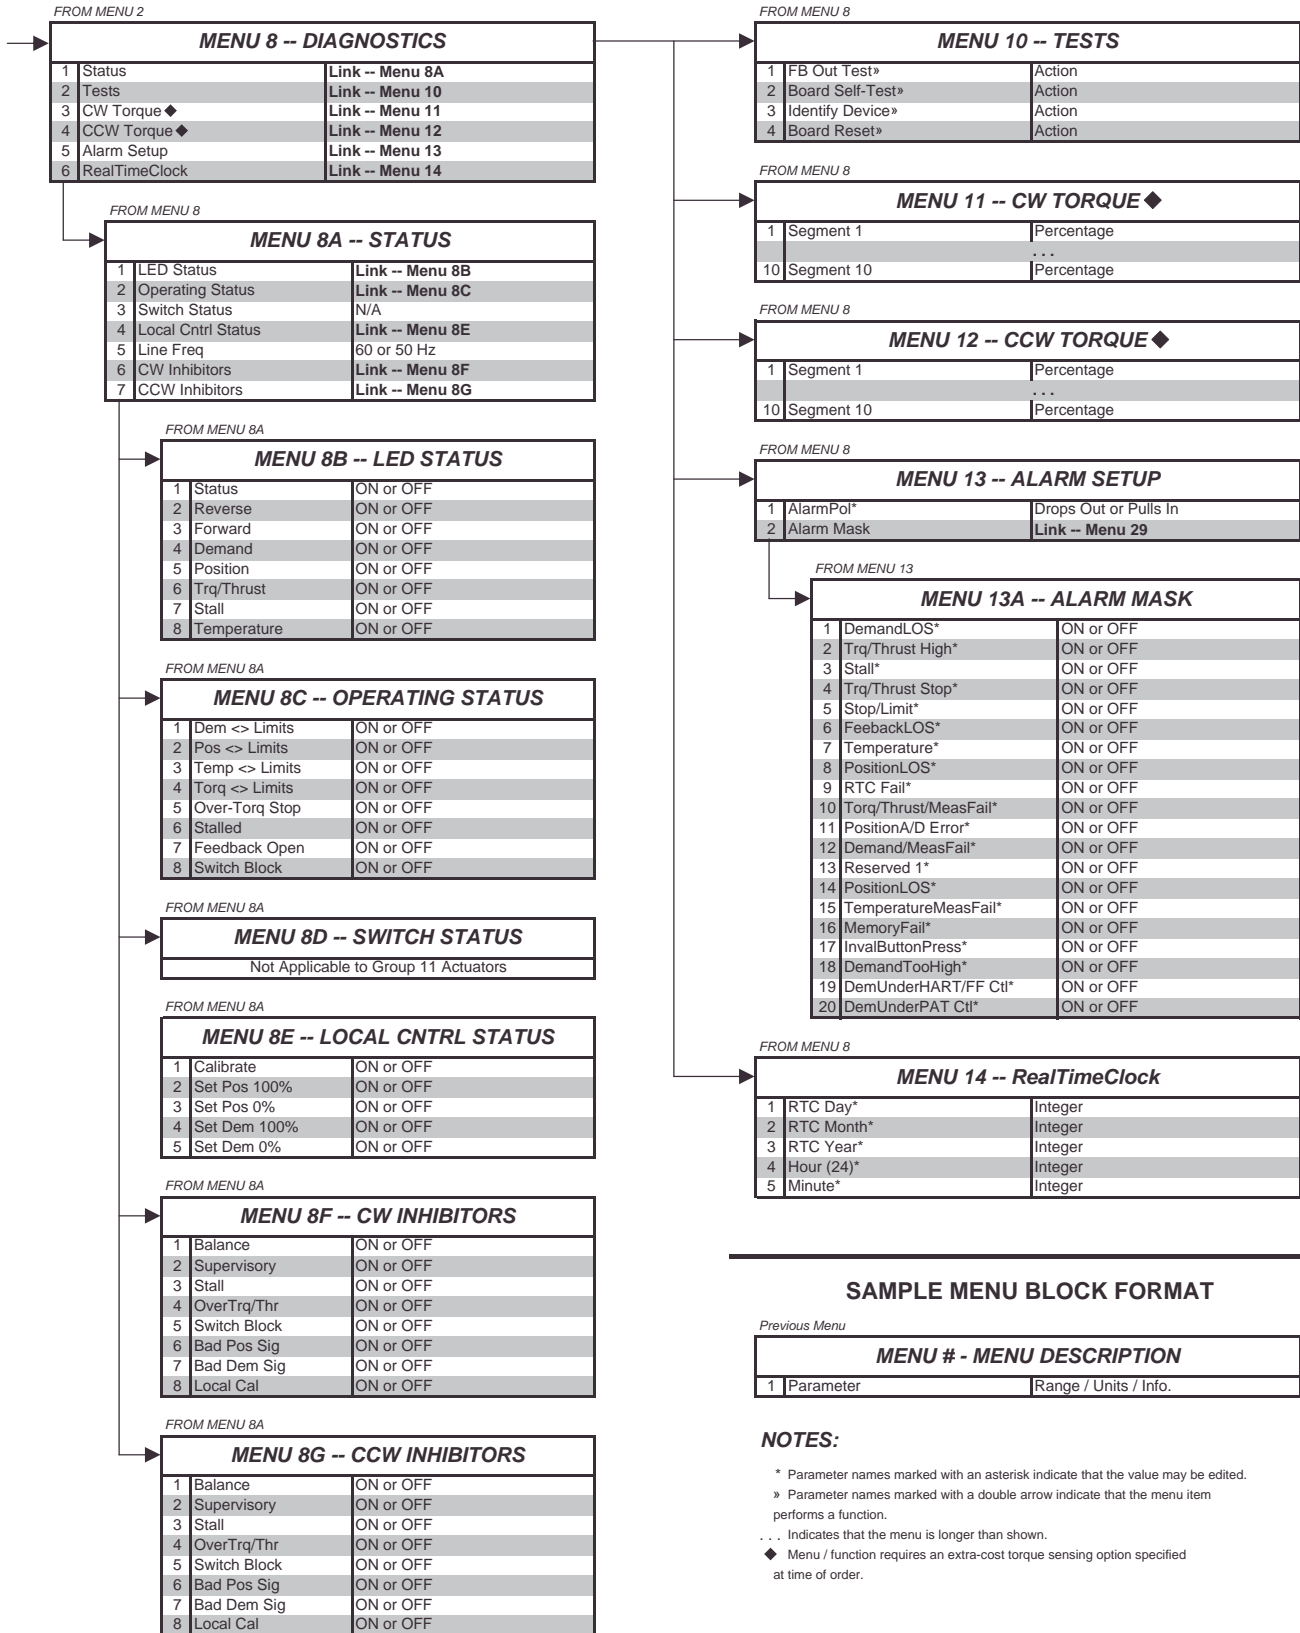 FROM MENU 2
MENU 8 -- DIAGNOSTICS
1 Status Link -- Menu 8A
2 Tests Link -- Menu 10
3 CW Torque◆ Link -- Menu 11
4 CCW Torque◆ Link -- Menu 12
5 Alarm Setup Link -- Menu 13
6 RealTimeClock Link -- Menu 14
FROM MENU 8
MENU 8A -- STATUS
1 LED Status Link -- Menu 8B
2 Operating Status Link -- Menu 8C
3 Switch Status N/A
4 Local Cntrl Status Link -- Menu 8E
5 Line Freq 60 or 50 Hz
6 CW Inhibitors Link -- Menu 8F
7 CCW Inhibitors Link -- Menu 8G
FROM MENU 8A
MENU 8B -- LED STATUS
1 Status ON or OFF
2 Reverse ON or OFF
3 Forward ON or OFF
4 Demand ON or OFF
5 Position ON or OFF
6 Trq/Thrust ON or OFF
7 Stall ON or OFF
8 Temperature ON or OFF
FROM MENU 8A
MENU 8C -- OPERATING STATUS
1 Dem <> Limits ON or OFF
2 Pos <> Limits ON or OFF
3 Temp <> Limits ON or OFF
4 Torq <> Limits ON or OFF
5 Over-Torq Stop ON or OFF
6 Stalled ON or OFF
7 Feedback Open ON or OFF
8 Switch Block ON or OFF
FROM MENU 8A
MENU 8D -- SWITCH STATUS
Not Applicable to Group 11 Actuators
FROM MENU 8A
MENU 8E -- LOCAL CNTRL STATUS
1 Calibrate ON or OFF
2 Set Pos 100% ON or OFF
3 Set Pos 0% ON or OFF
4 Set Dem 100% ON or OFF
5 Set Dem 0% ON or OFF
FROM MENU 8A
MENU 8F -- CW INHIBITORS
1 Balance ON or OFF
2 Supervisory ON or OFF
3 Stall ON or OFF
4 OverTrq/Thr ON or OFF
5 Switch Block ON or OFF
6 Bad Pos Sig ON or OFF
7 Bad Dem Sig ON or OFF
8 Local Cal ON or OFF
FROM MENU 8A
MENU 8G -- CCW INHIBITORS
1 Balance ON or OFF
2 Supervisory ON or OFF
3 Stall ON or OFF
4 OverTrq/Thr ON or OFF
5 Switch Block ON or OFF
6 Bad Pos Sig ON or OFF
7 Bad Dem Sig ON or OFF
8 Local Cal ON or OFF
FROM MENU 8
MENU 10 -- TESTS
1 FB Out Test» Action
2 Board Self-Test» Action
3 Identify Device» Action
4 Board Reset» Action
FROM MENU 8
MENU 11 -- CW TORQUE◆
1 Segment 1 Percentage
. . .
10 Segment 10 Percentage
FROM MENU 8
MENU 12 -- CCW TORQUE◆
1 Segment 1 Percentage
. . .
10 Segment 10 Percentage
FROM MENU 8
MENU 13 -- ALARM SETUP
1 AlarmPol* Drops Out or Pulls In
2 Alarm Mask Link -- Menu 29
FROM MENU 13
MENU 13A -- ALARM MASK
1 DemandLOS* ON or OFF
2 Trq/Thrust High* ON or OFF
3 Stall* ON or OFF
4 Trq/Thrust Stop* ON or OFF
5 Stop/Limit* ON or OFF
6 FeebackLOS* ON or OFF
7 Temperature* ON or OFF
8 PositionLOS* ON or OFF
9 RTC Fail* ON or OFF
10 Torq/Thrust/MeasFail* ON or OFF
11 PositionA/D Error* ON or OFF
12 Demand/MeasFail* ON or OFF
13 Reserved 1* ON or OFF
14 PositionLOS* ON or OFF
15 TemperatureMeasFail* ON or OFF
16 MemoryFail* ON or OFF
17 InvalButtonPress* ON or OFF
18 DemandTooHigh* ON or OFF
19 DemUnderHART/FF Ctl* ON or OFF
20 DemUnderPAT Ctl* ON or OFF
FROM MENU 8
MENU 14 -- RealTimeClock
1 RTC Day* Integer
2 RTC Month* Integer
3 RTC Year* Integer
4 Hour (24)* Integer
5 Minute* Integer
SAMPLE MENU BLOCK FORMAT
Previous Menu
MENU # - MENU DESCRIPTION
1 Parameter Range / Units / Info.
NOTES:
* Parameter names marked with an asterisk indicate that the value may be edited.
» Parameter names marked with a double arrow indicate that the menu item
performs a function.
. . . Indicates that the menu is longer than shown.
◆ Menu / function requires an extra-cost torque sensing option specified
at time of order.